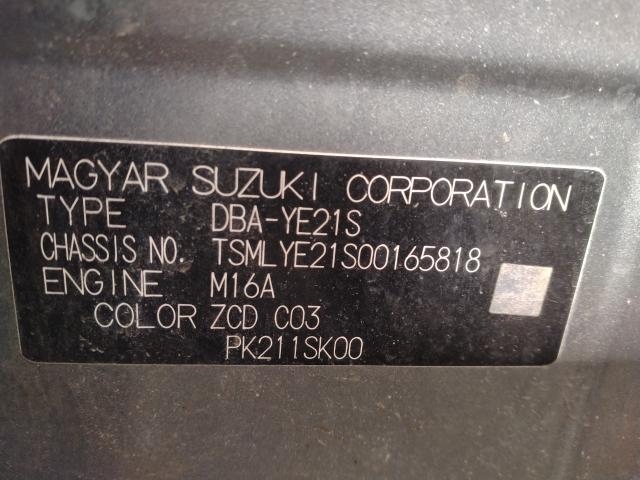 MAGYAR SUZUKI CORPORATION
TYPE DBA-YE21S
CHASSIS NO. TSMLYE21S00165818
ENGINE M16A
COLOR ZCD C03
PK211SK00